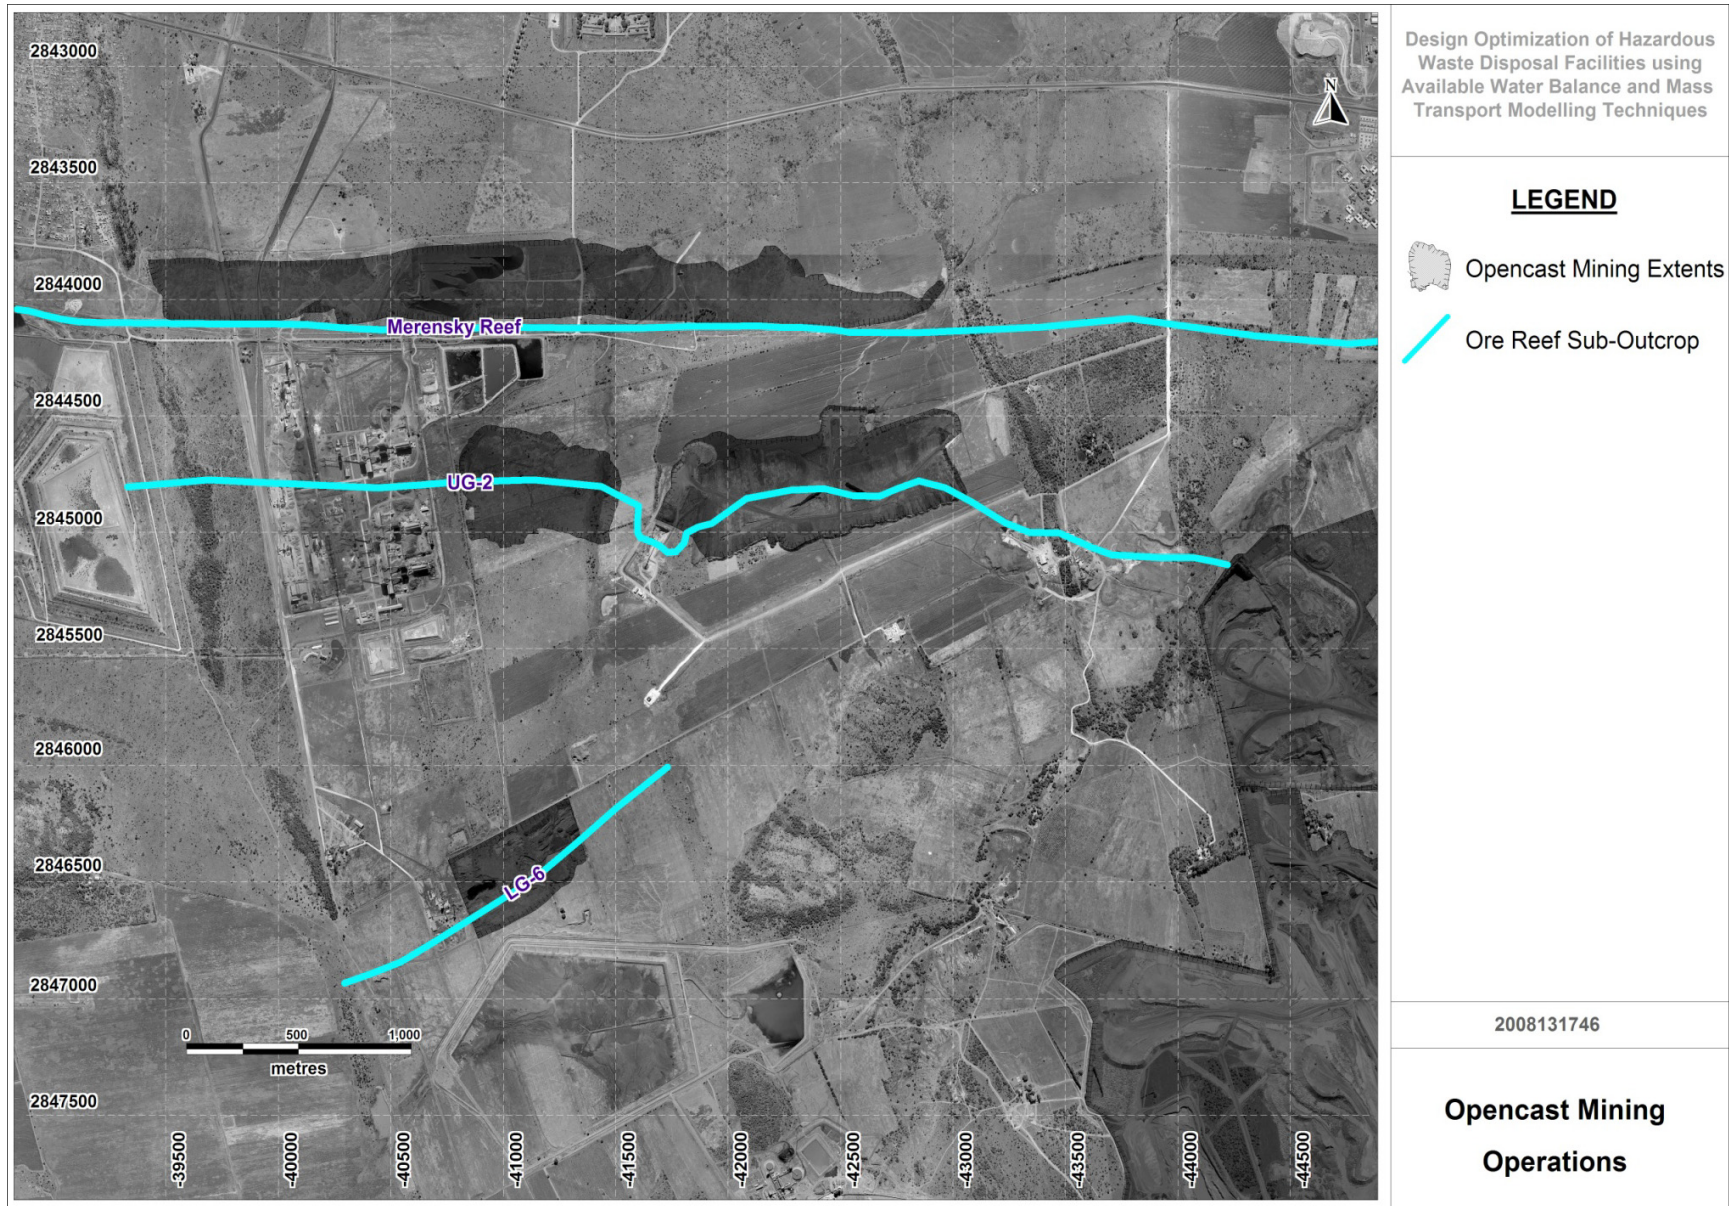 Design Optimization of Hazardous
Waste Disposal Facilities using
Available Water Balance and Mass
Transport Modelling Techniques
LEGEND
Opencast Mining Extents
Ore Reef Sub-Outcrop
2008131746
Opencast Mining
Operations
N
2843000
2843500
2844000
2844500
2845000
2845500
2846000
2846500
2847000
2847500
Merensky Reef
UG-2
LG-6
0 500 1,000
metres
-39500
-40000
-40500
-41000
-41500
-42000
-42500
-43000
-43500
-44000
-44500